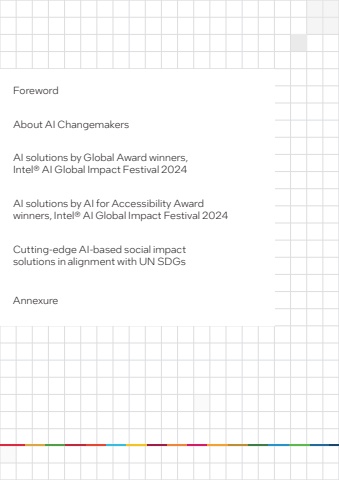 Foreword
About AI Changemakers
AI solutions by Global Award winners,
Intel® AI Global Impact Festival 2024
AI solutions by AI for Accessibility Award
winners, Intel® AI Global Impact Festival 2024
Cutting-edge AI-based social impact
solutions in alignment with UN SDGs
Annexure